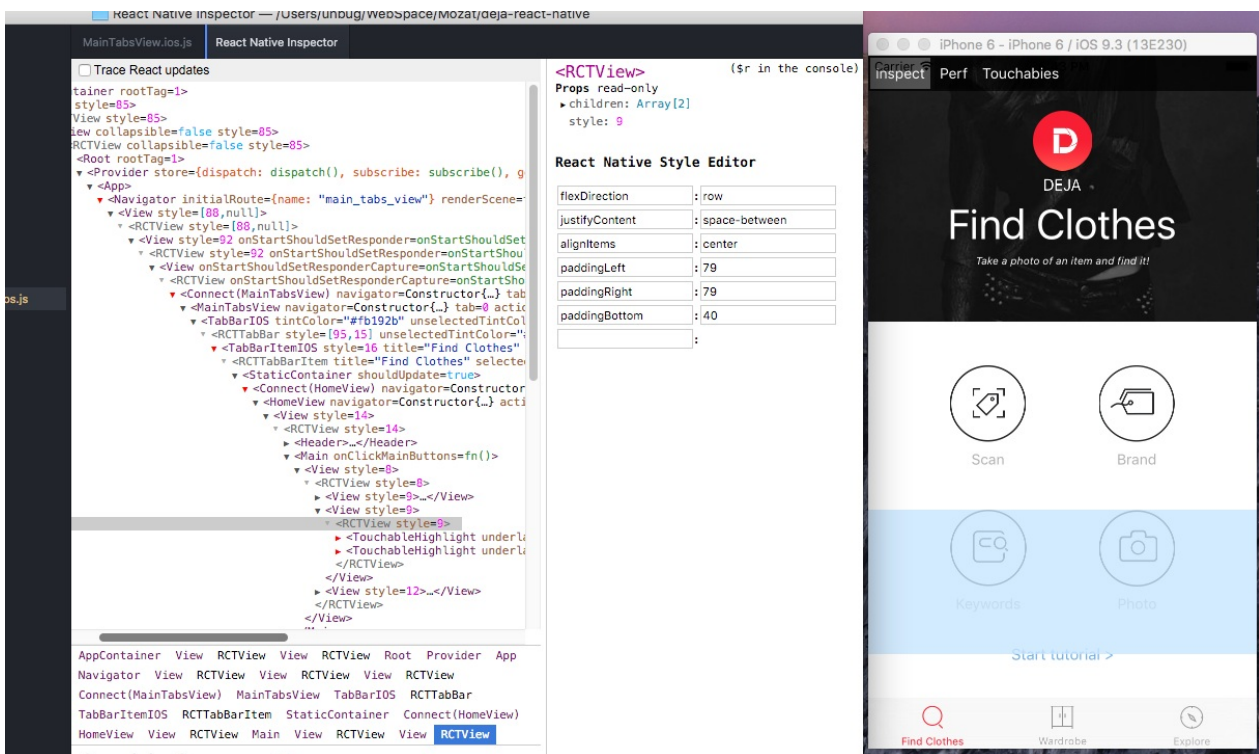 React Native Inspector — /Users/unbug/WebSpace/Mozat/deja-react-native
MainTabsView.ios.js
React Native Inspector
os.js
Trace React updates
tainer rootTag=1>
style=85>
View style=85>
iew collapsible=false style=85>
RCTView collapsible=false style=85>
<Root rootTag=1>
▼ <Provider store={dispatch: dispatch(), subscribe: subscribe(), g
▼ <App>
▼ <Navigator initialRoute={name: "main_tabs_view"} renderScene=
▼ <View style=[88,null]>
▼ <RCTView style=[88,null]>
▼ <View style=92 onStartShouldSetResponder=onStartShouldSet
▼ <RCTView style=92 onStartShouldSetResponder=onStartShou
▼ <View onStartShouldSetResponderCapture=onStartShouldSe
▼ <RCTView onStartShouldSetResponderCapture=onStartSho
▼ <Connect(MainTabsView) navigator=Constructor{…} tab
▼ <MainTabsView navigator=Constructor{…} tab=0 actio
▼ <TabBarIOS tintColor="#fb192b" unselectedTintCol
▼ <RCTTabBar style=[95,15] unselectedTintColor="
▼ <TabBarItemIOS style=16 title="Find Clothes"
▼ <RCTTabBarItem title="Find Clothes" selecte
▼ <StaticContainer shouldUpdate=true>
▼ <Connect(HomeView) navigator=Constructor
▼ <HomeView navigator=Constructor{…} acti
▼ <View style=14>
▼ <RCTView style=14>
▶ <Header>…</Header>
▼ <Main onClickMainButtons=fn()>
▼ <View style=8>
▼ <RCTView style=8>
▶ <View style=9>…</View>
▼ <View style=9>
▼ <RCTView style=9>
▶ <TouchableHighlight underla
▶ <TouchableHighlight underla
</RCTView>
</View>
▶ <View style=12>…</View>
</RCTView>
</View>
AppContainer View RCTView View RCTView Root Provider App
Navigator View RCTView View RCTView View RCTView
Connect(MainTabsView) MainTabsView TabBarIOS RCTTabBar
TabBarItemIOS RCTTabBarItem StaticContainer Connect(HomeView)
HomeView View RCTView Main View RCTView View RCTView
<RCTView> ($r in the console)
Props read-only
▶ children: Array[2]
style: 9
React Native Style Editor
flexDirection : row
justifyContent : space-between
alignItems : center
paddingLeft : 79
paddingRight : 79
paddingBottom : 40
:
iPhone 6 - iPhone 6 / iOS 9.3 (13E230)
Carrier
Inspect Perf Touchables
D
DEJA
Find Clothes
Take a photo of an item and find it!
Scan
Brand
Keywords
Photo
Start tutorial >
Find Clothes
Wardrobe
Explore